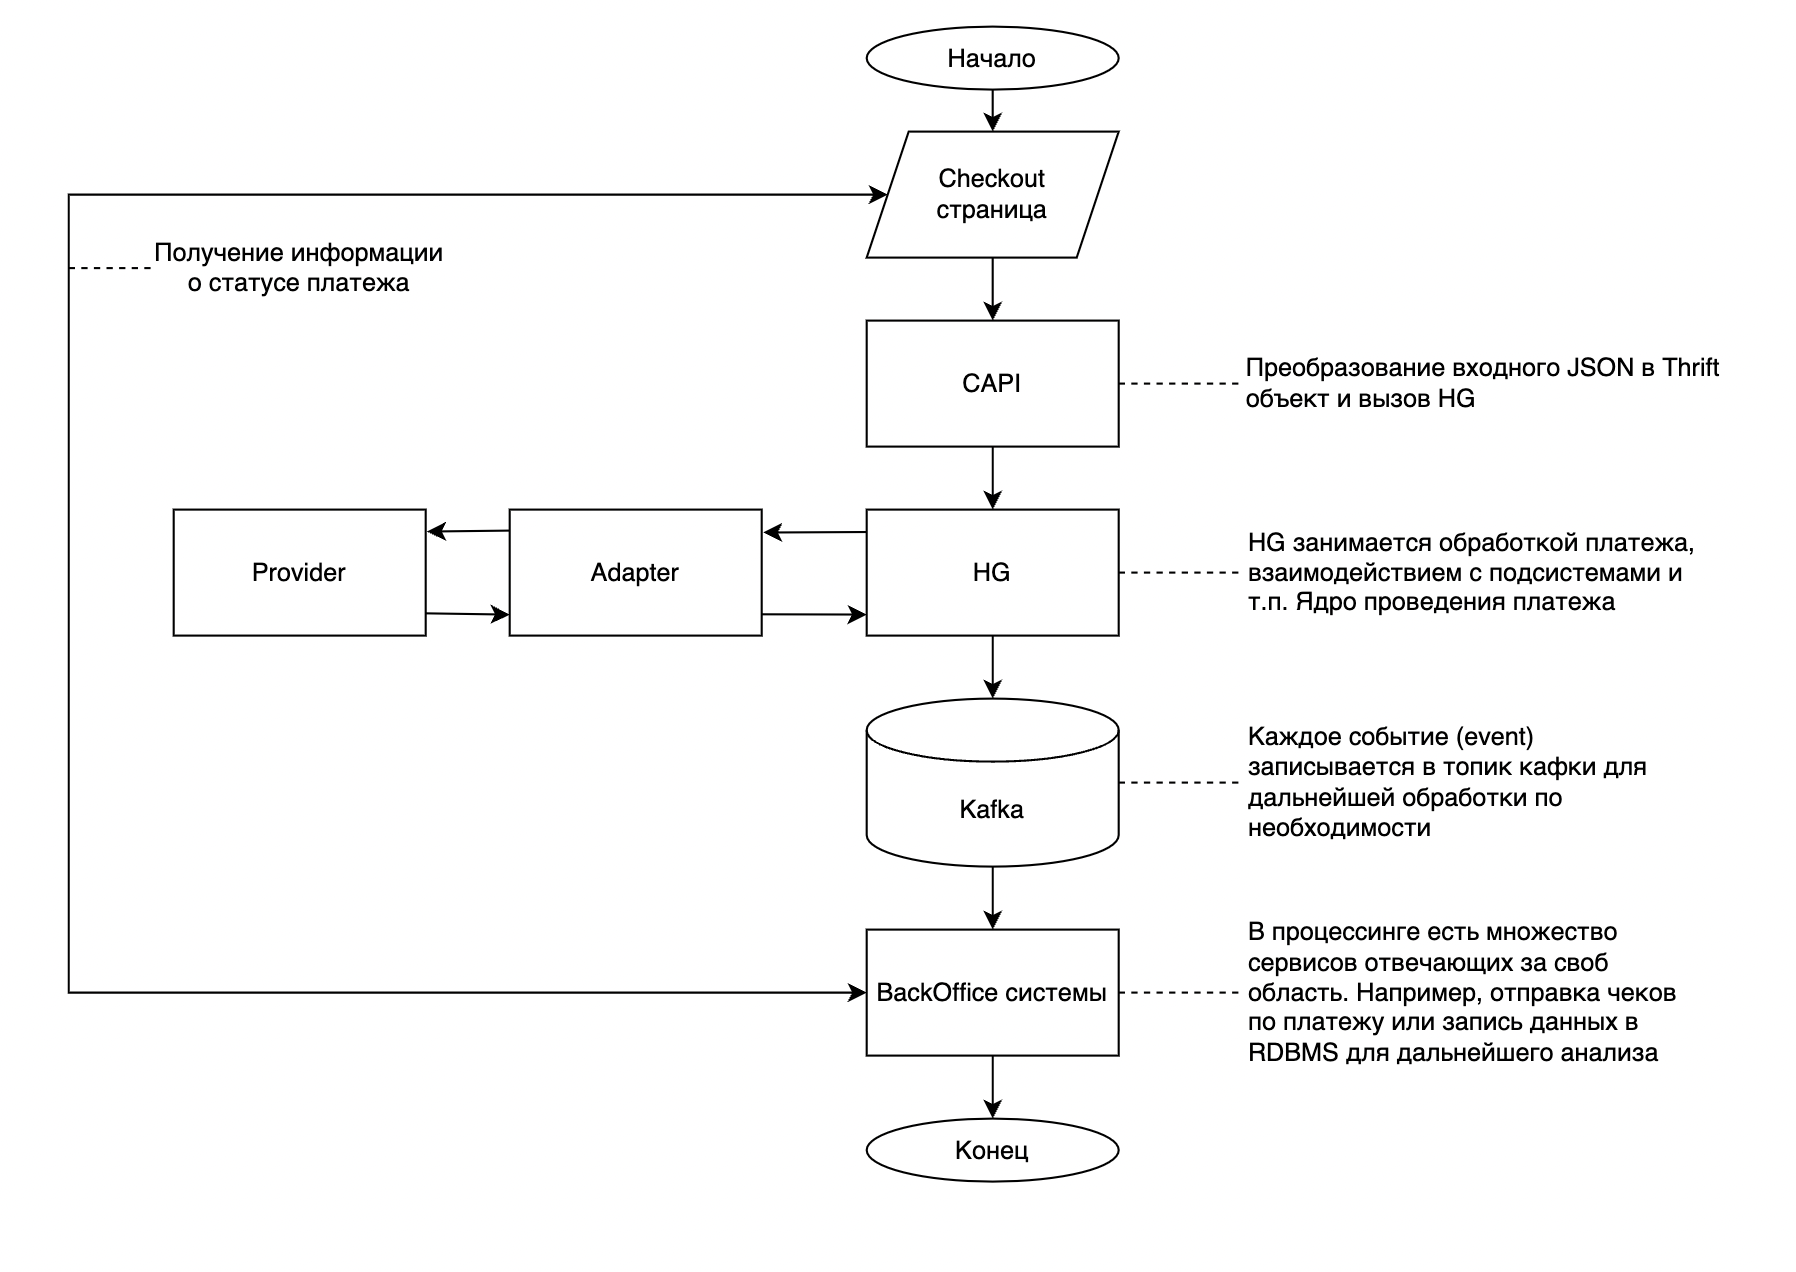 Начало
Checkout
страница
Получение информации
о статусе платежа
CAPI
Преобразование входного JSON в Thrift
объект и вызов HG
Provider
Adapter
HG
HG занимается обработкой платежа,
взаимодействием с подсистемами и
т.п. Ядро проведения платежа
Kafka
Каждое событие (event)
записывается в топик кафки для
дальнейшей обработки по
необходимости
BackOffice системы
В процессинге есть множество
сервисов отвечающих за своб
область. Например, отправка чеков
по платежу или запись данных в
RDBMS для дальнейшего анализа
Конец